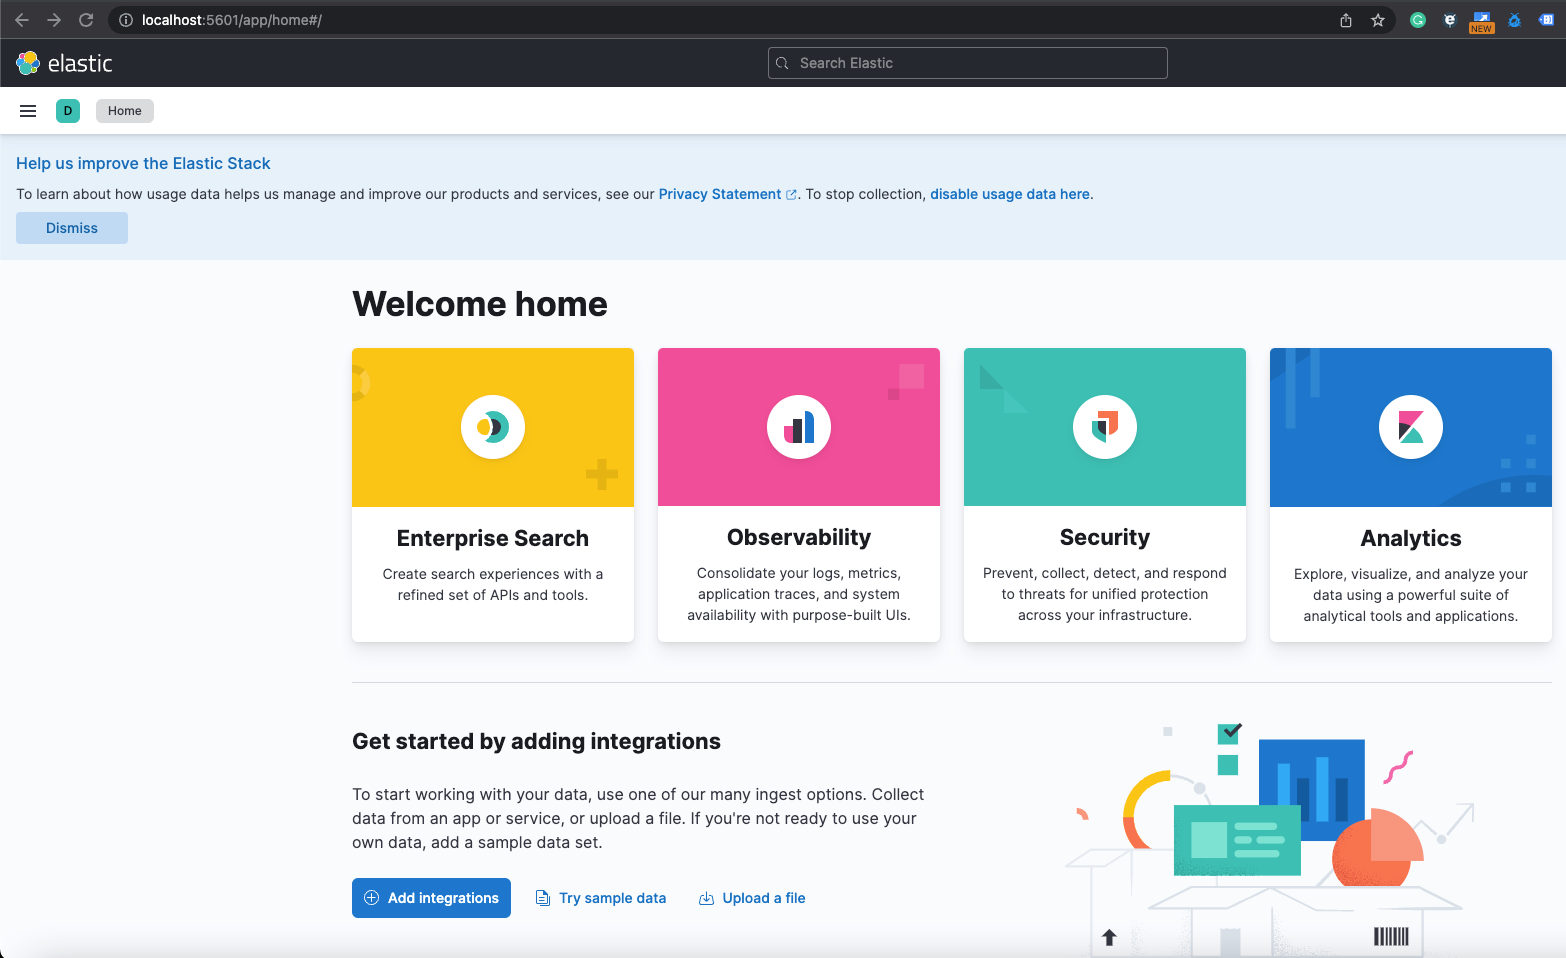 localhost:5601/app/home#/
NEW
elastic
Search Elastic
D
Home
Help us improve the Elastic Stack
To learn about how usage data helps us manage and improve our products and services, see our Privacy Statement . To stop collection, disable usage data here.
Dismiss
Welcome home
Enterprise Search
Create search experiences with a
refined set of APIs and tools.
Observability
Consolidate your logs, metrics,
application traces, and system
availability with purpose-built UIs.
Security
Prevent, collect, detect, and respond
to threats for unified protection
across your infrastructure.
Analytics
Explore, visualize, and analyze your
data using a powerful suite of
analytical tools and applications.
Get started by adding integrations
To start working with your data, use one of our many ingest options. Collect
data from an app or service, or upload a file. If you're not ready to use your
own data, add a sample data set.
Add integrations
Try sample data
Upload a file